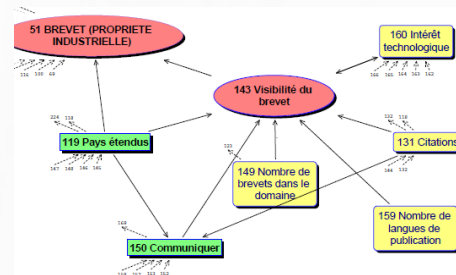 51 BREVET (PROPRIETE
INDUSTRIELLE)
160 Intérêt
technologique
143 Visibilité du
brevet
119 Pays étendus
131 Citations
149 Nombre de
brevets dans le
domaine
159 Nombre de
langues de
publication
150 Communiquer